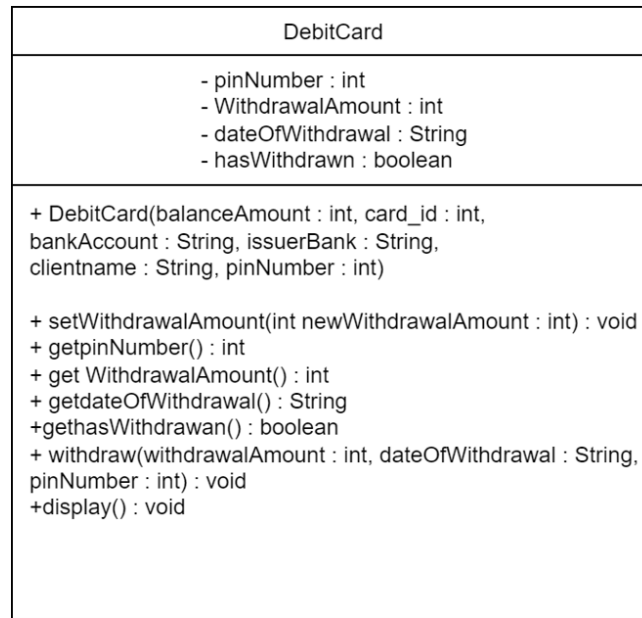 DebitCard
- pinNumber : int
- WithdrawalAmount : int
- dateOfWithdrawal : String
- hasWithdrawn : boolean
+ DebitCard(balanceAmount : int, card_id : int,
bankAccount : String, issuerBank : String,
clientname : String, pinNumber : int)
+ setWithdrawalAmount(int newWithdrawalAmount : int) : void
+ getpinNumber() : int
+ get WithdrawalAmount() : int
+ getdateOfWithdrawal() : String
+gethasWithdrawan() : boolean
+ withdraw(withdrawalAmount : int, dateOfWithdrawal : String,
pinNumber : int) : void
+display() : void